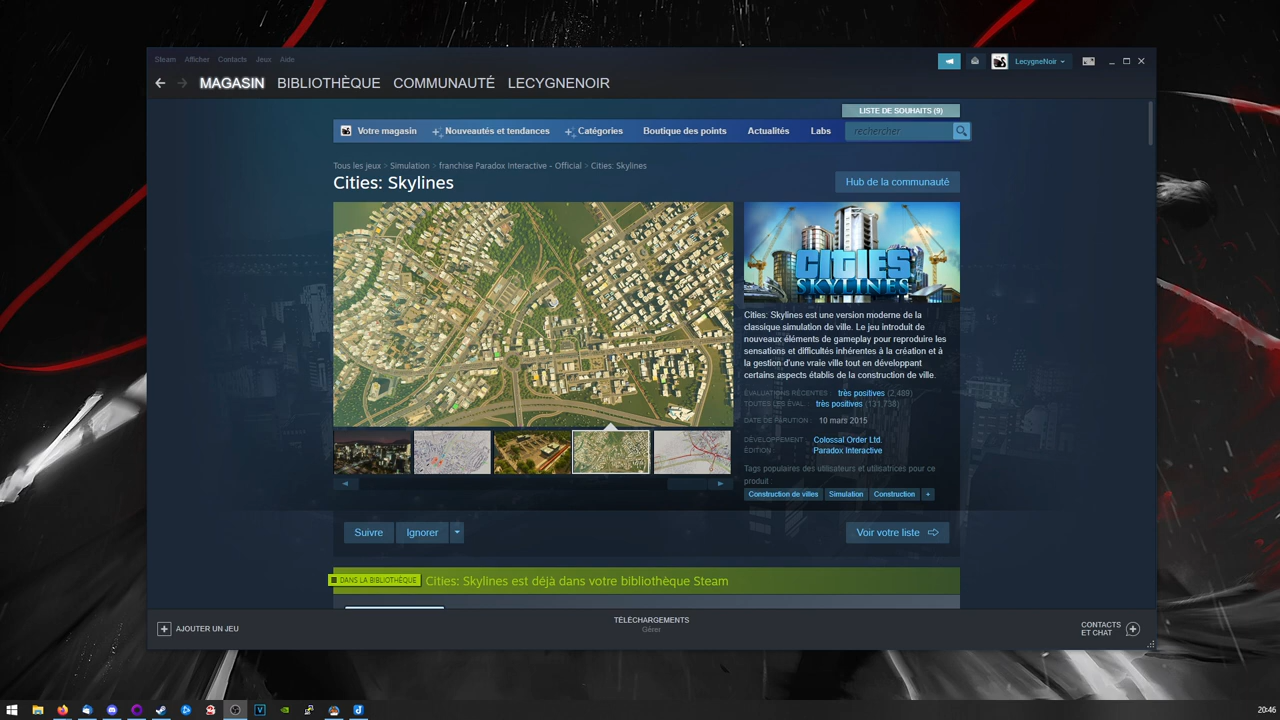 Steam Afficher Contacts Jeux Aide
LecygneNoir
MAGASIN BIBLIOTHÈQUE COMMUNAUTÉ LECYGNENOIR
LISTE DE SOUHAITS (9)
Votre magasin Nouveautés et tendances Catégories Boutique des points Actualités Labs rechercher
Tous les jeux > Simulation > franchise Paradox Interactive - Official > Cities: Skylines
Cities: Skylines
Hub de la communauté
CITIES
SKYLINES
Cities: Skylines est une version moderne de la
classique simulation de ville. Le jeu introduit de
nouveaux éléments de gameplay pour reproduire les
sensations et difficultés inhérentes à la création et à
la gestion d'une vraie ville tout en développant
certains aspects établis de la construction de ville.
ÉVALUATIONS RÉCENTES : très positives (2,489)
TOUTES LES ÉVAL. : très positives (131,738)
DATE DE PARUTION : 10 mars 2015
DÉVELOPPEMENT : Colossal Order Ltd.
ÉDITION : Paradox Interactive
Tags populaires des utilisateurs et utilisatrices pour ce
produit :
Construction de villes Simulation Construction +
Suivre Ignorer
Voir votre liste
DANS LA BIBLIOTHÈQUE Cities: Skylines est déjà dans votre bibliothèque Steam
AJOUTER UN JEU
TÉLÉCHARGEMENTS
Gérer
CONTACTS
ET CHAT
20:46